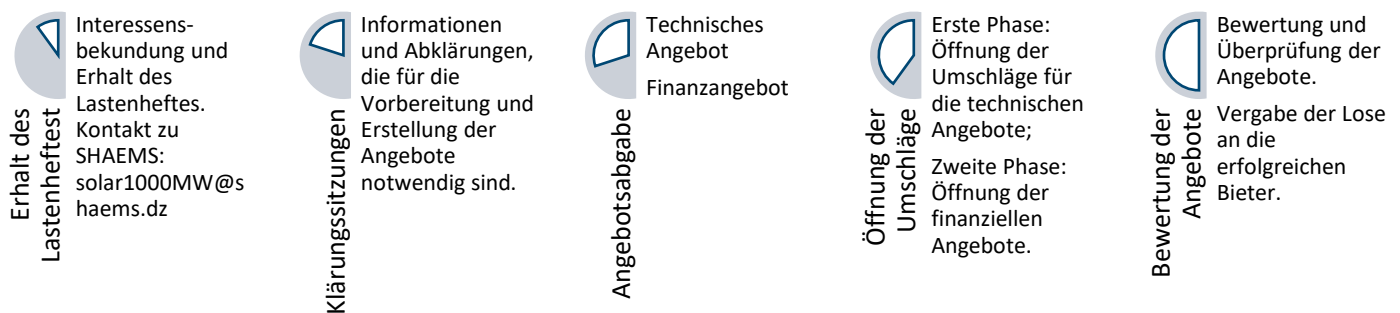 Erhalt des
Lastenheftest
Interessens-
bekundung und
Erhalt des
Lastenheftes.
Kontakt zu
SHAEMS:
solar1000MW@s
haems.dz
Klärungssitzungen
Informationen
und Abklärungen,
die für die
Vorbereitung und
Erstellung der
Angebote
notwendig sind.
Angebotsabgabe
Technisches
Angebot
Finanzangebot
Öffnung der
Umschläge
Erste Phase:
Öffnung der
Umschläge für
die technischen
Angebote;
Zweite Phase:
Öffnung der
finanziellen
Angebote.
Bewertung der
Angebote
Bewertung und
Überprüfung der
Angebote.
Vergabe der Lose
an die
erfolgreichen
Bieter.